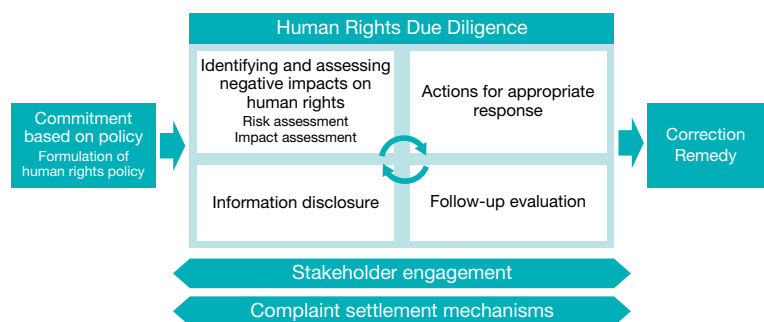 Human Rights Due Diligence
Commitment
based on policy
Formulation of
human rights policy
Identifying and assessing
negative impacts on
human rights
Risk assessment
Impact assessment
Actions for appropriate
response
Information disclosure
Follow-up evaluation
Correction
Remedy
Stakeholder engagement
Complaint settlement mechanisms